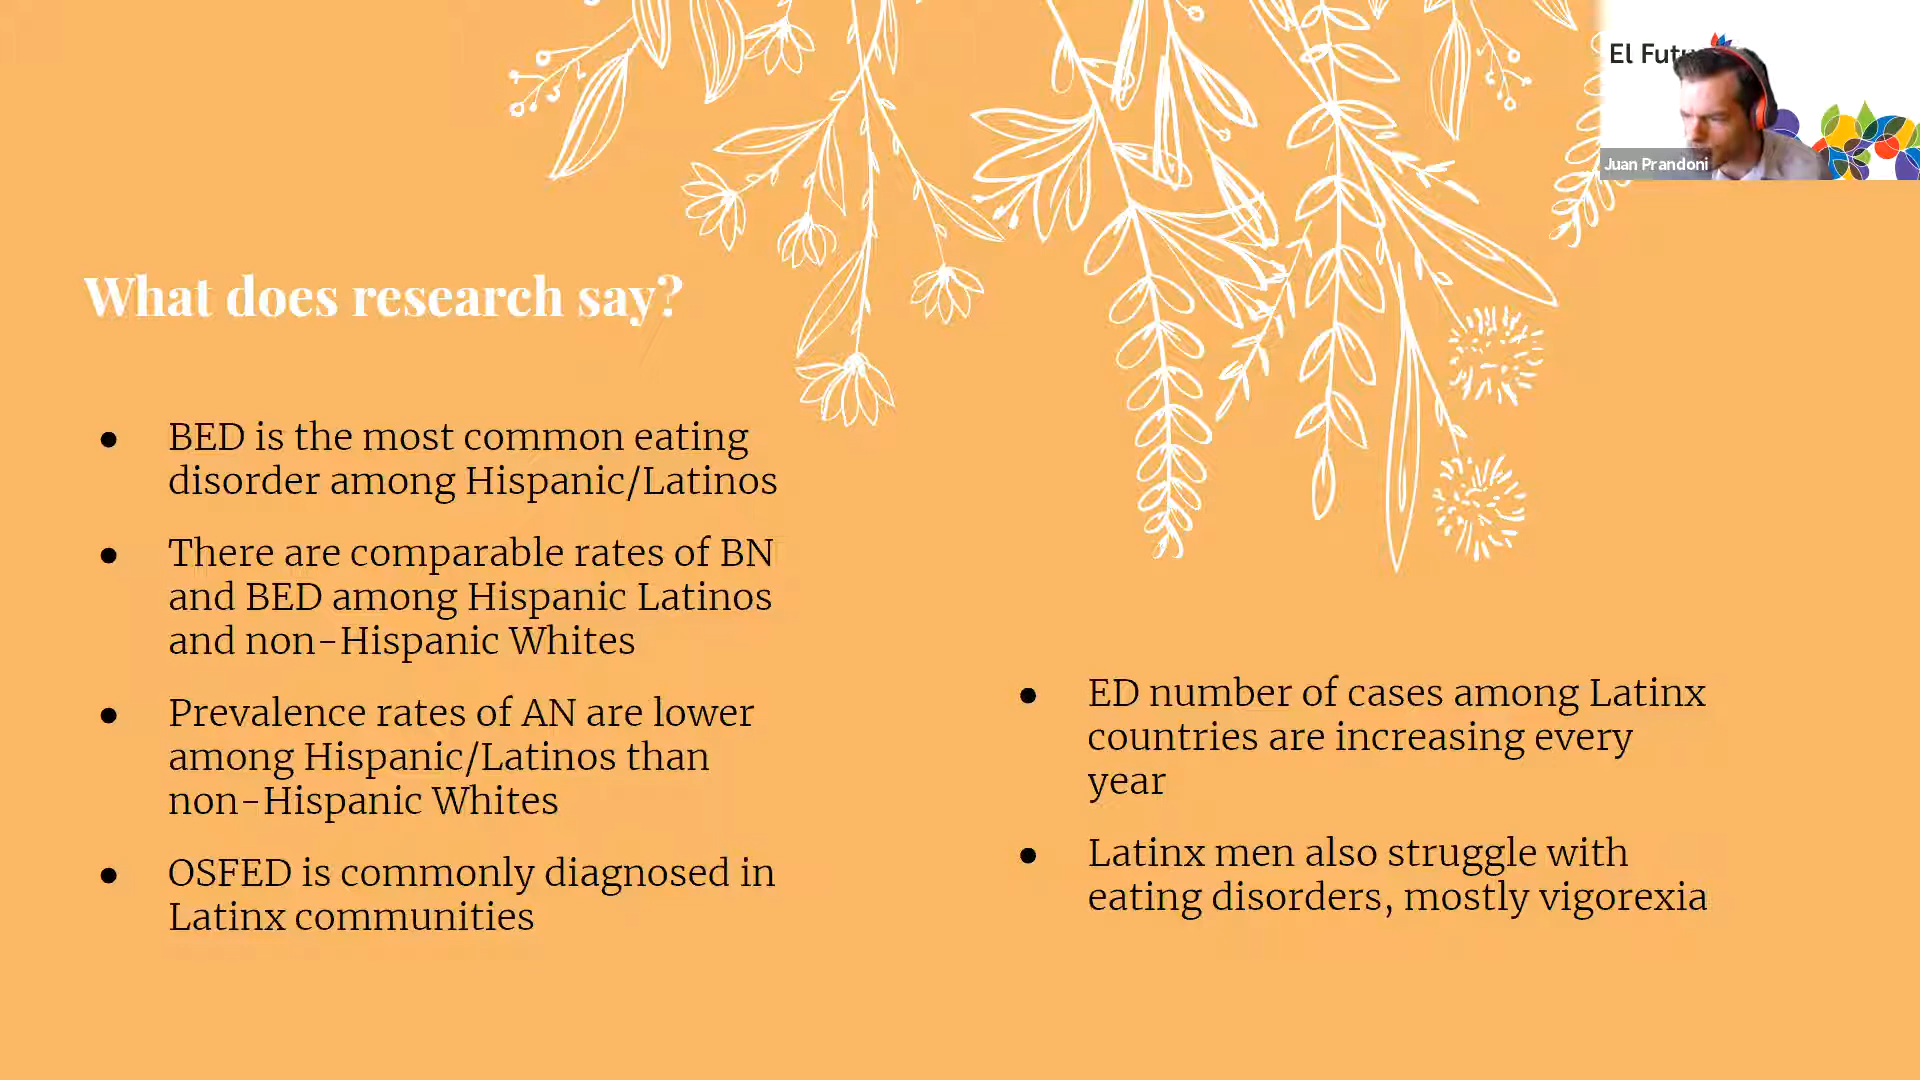 El Futu
Juan Prandoni
What does research say?
● BED is the most common eating
disorder among Hispanic/Latinos
● There are comparable rates of BN
and BED among Hispanic Latinos
and non-Hispanic Whites
● Prevalence rates of AN are lower
among Hispanic/Latinos than
non-Hispanic Whites
● OSFED is commonly diagnosed in
Latinx communities
● ED number of cases among Latinx
countries are increasing every
year
● Latinx men also struggle with
eating disorders, mostly vigorexia